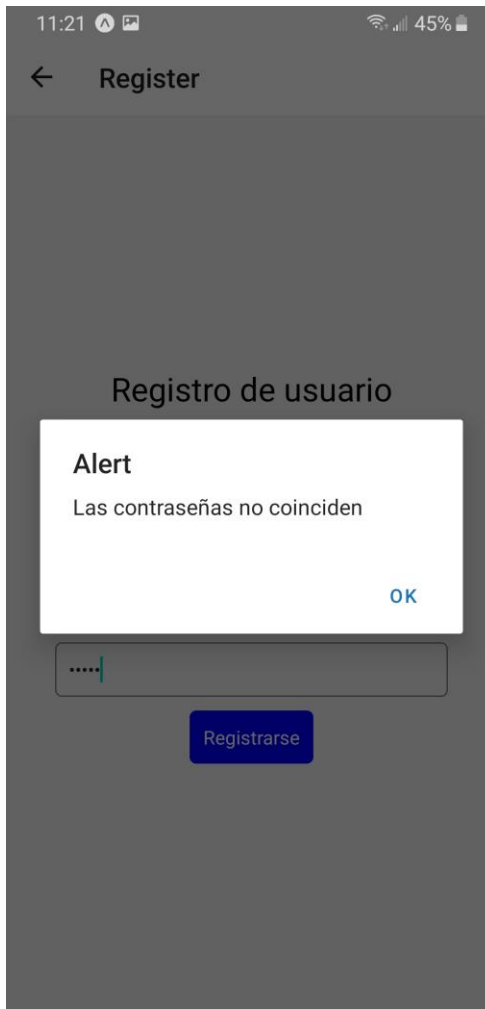 11:21 45%
Register
Registro de usuario
Alert
Las contraseñas no coinciden
OK
•••••
Registrarse